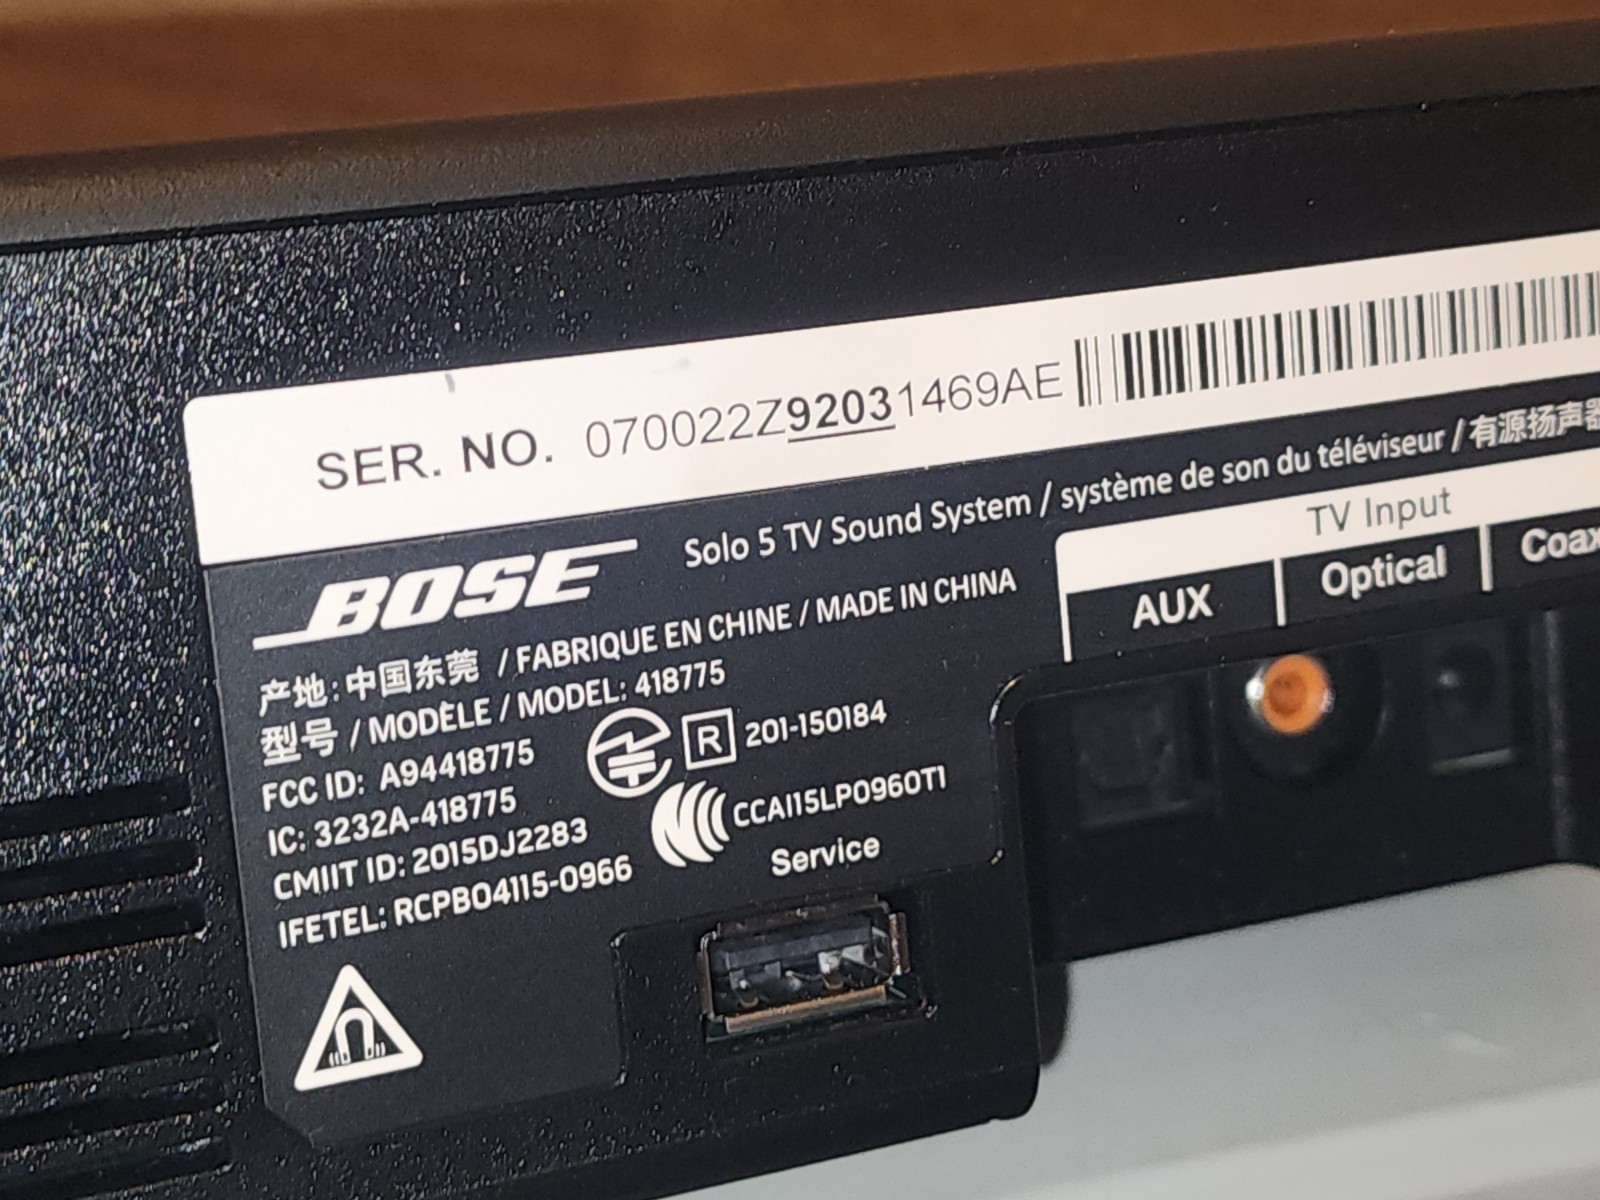 SER. NO. 070022Z92031469AE
BOSE
Solo 5 TV Sound System / système de son du téléviseur / 有源扬声器
产地: 中国东莞 / FABRIQUE EN CHINE / MADE IN CHINA
型号 / MODÈLE / MODEL: 418775
FCC ID: A94418775
R 201-150184
IC: 3232A-418775
CCAI15LP0960T1
CMIIT ID: 2015DJ2283
IFETEL: RCPBO4115-0966
Service
TV Input
AUX
Optical
Coax